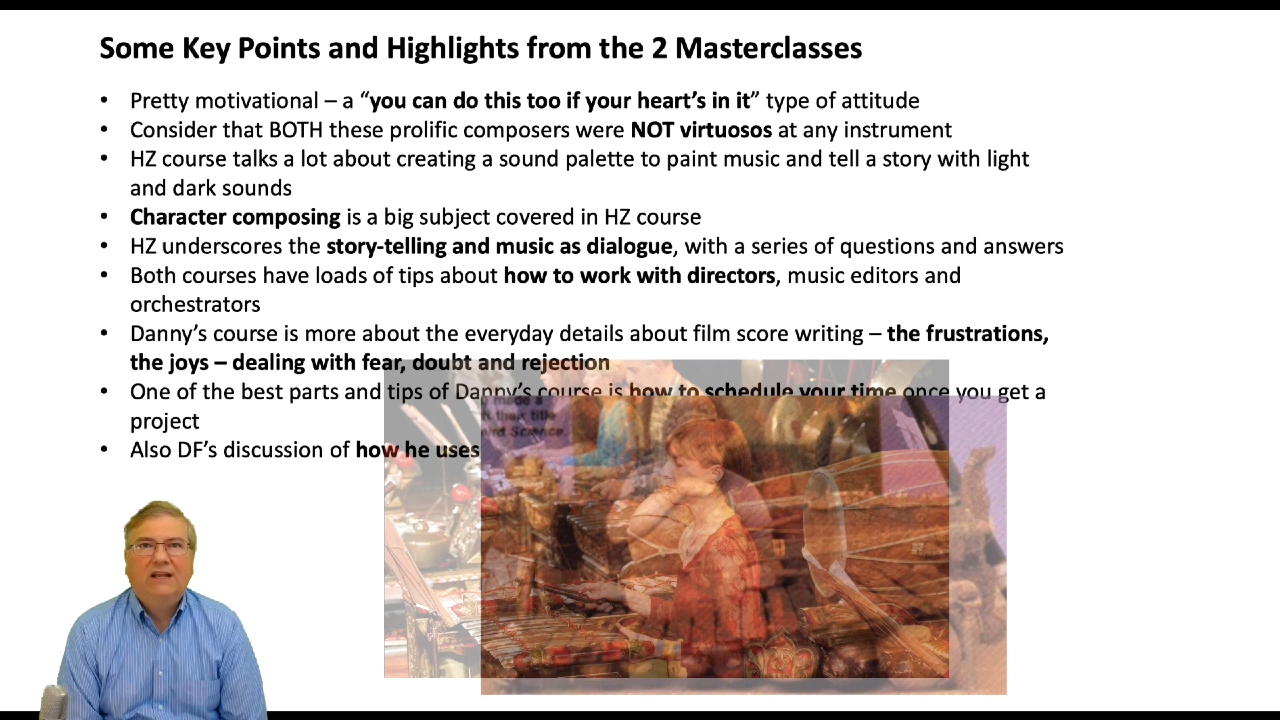 Some Key Points and Highlights from the 2 Masterclasses
• Pretty motivational – a “you can do this too if your heart’s in it” type of attitude
• Consider that BOTH these prolific composers were NOT virtuosos at any instrument
• HZ course talks a lot about creating a sound palette to paint music and tell a story with light
and dark sounds
• Character composing is a big subject covered in HZ course
• HZ underscores the story-telling and music as dialogue, with a series of questions and answers
• Both courses have loads of tips about how to work with directors, music editors and
orchestrators
• Danny’s course is more about the everyday details about film score writing – the frustrations,
the joys – dealing with fear, doubt and rejection
• One of the best parts and tips of Danny’s course is how to schedule your time once you get a
project
• Also DF’s discussion of how he uses
made a
their title
Science.